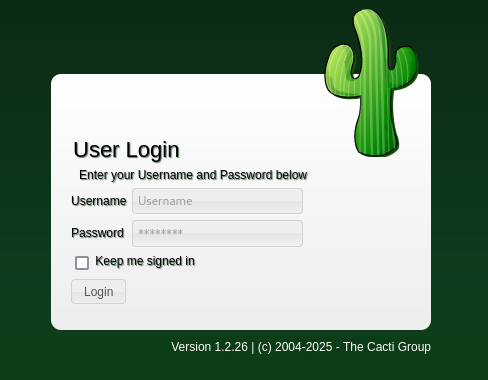 User Login
Enter your Username and Password below
Username Username
Password ********
Keep me signed in
Login
Version 1.2.26 | (c) 2004-2025 - The Cacti Group